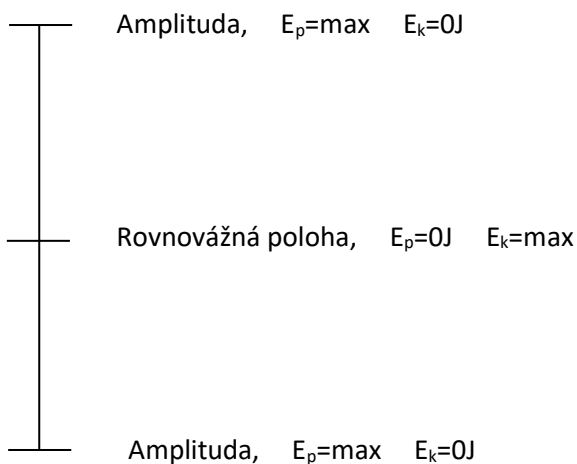 Amplituda, Eₚ=max Eₖ=0J
Rovnovážná poloha, Eₚ=0J Eₖ=max
Amplituda, Eₚ=max Eₖ=0J